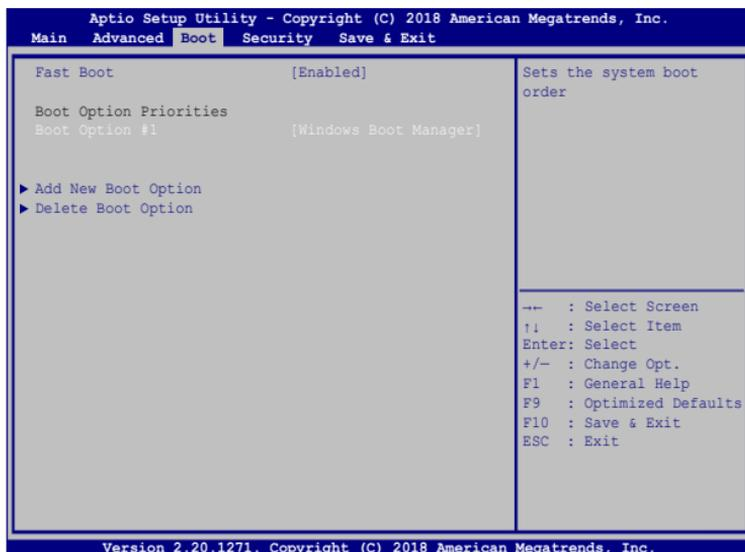 Aptio Setup Utility - Copyright (C) 2018 American Megatrends, Inc.
Main Advanced Boot Security Save & Exit
Fast Boot [Enabled]
Boot Option Priorities
Boot Option #1 [Windows Boot Manager]
▶ Add New Boot Option
▶ Delete Boot Option
Sets the system boot
order
→← : Select Screen
↑↓ : Select Item
Enter: Select
+/— : Change Opt.
F1 : General Help
F9 : Optimized Defaults
F10 : Save & Exit
ESC : Exit
Version 2.20.1271. Copyright (C) 2018 American Megatrends, Inc.